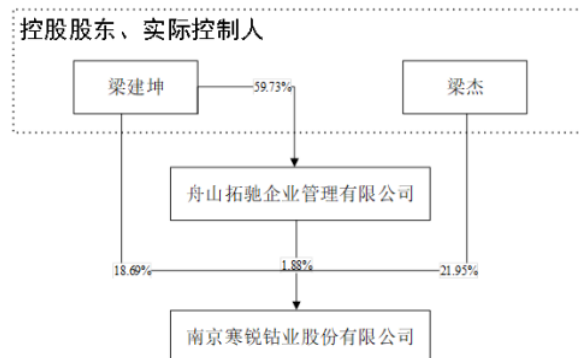 控股股东、实际控制人
梁建坤
59.73%
梁杰
舟山拓驰企业管理有限公司
18.69%
1.88%
21.95%
南京寒锐钴业股份有限公司